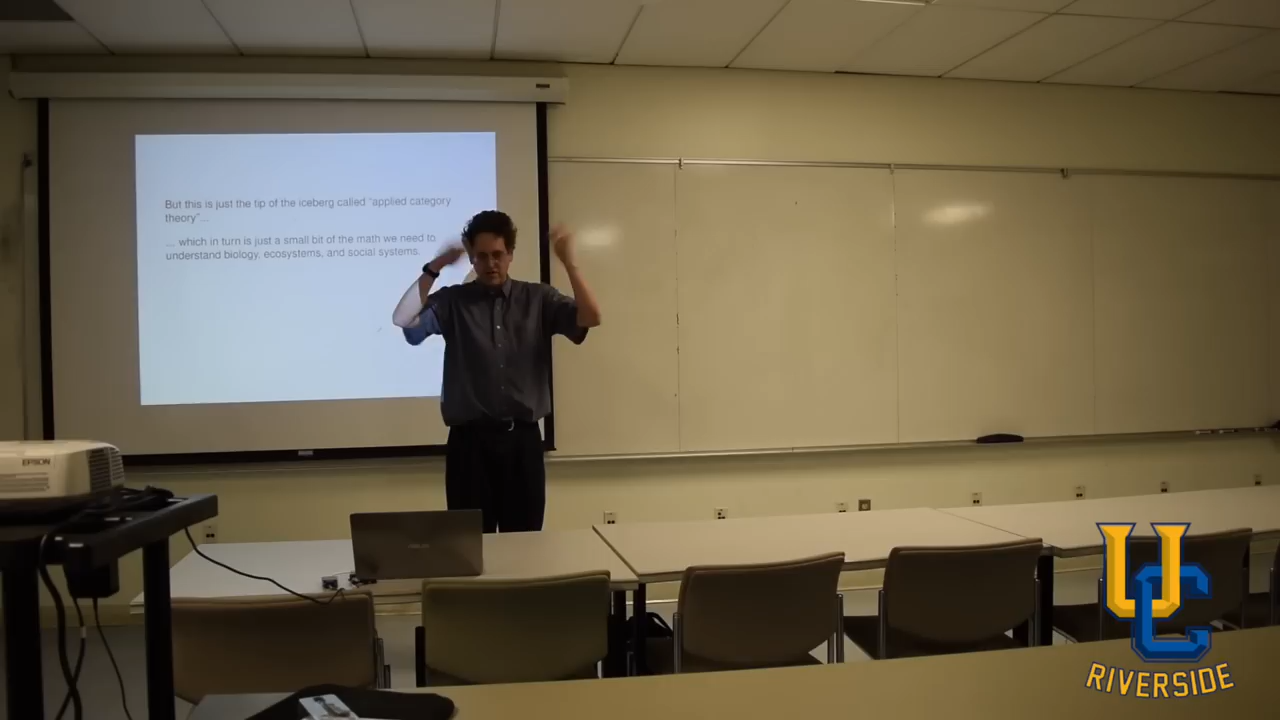 But this is just the tip of the iceberg called “applied category
theory”...
... which in turn is just a small bit of the math we need to
understand biology, ecosystems, and social systems.
EPSON
ASUS
UC
RIVERSIDE